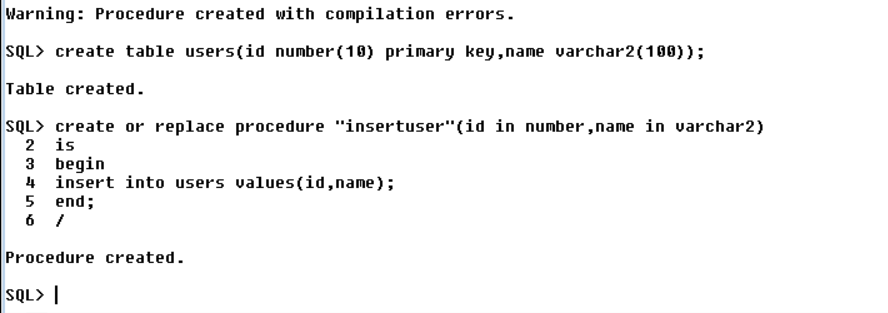 Warning: Procedure created with compilation errors.
SQL> create table users(id number(10) primary key,name varchar2(100));
Table created.
SQL> create or replace procedure "insertuser"(id in number,name in varchar2)
2 is
3 begin
4 insert into users values(id,name);
5 end;
6 /
Procedure created.
SQL>